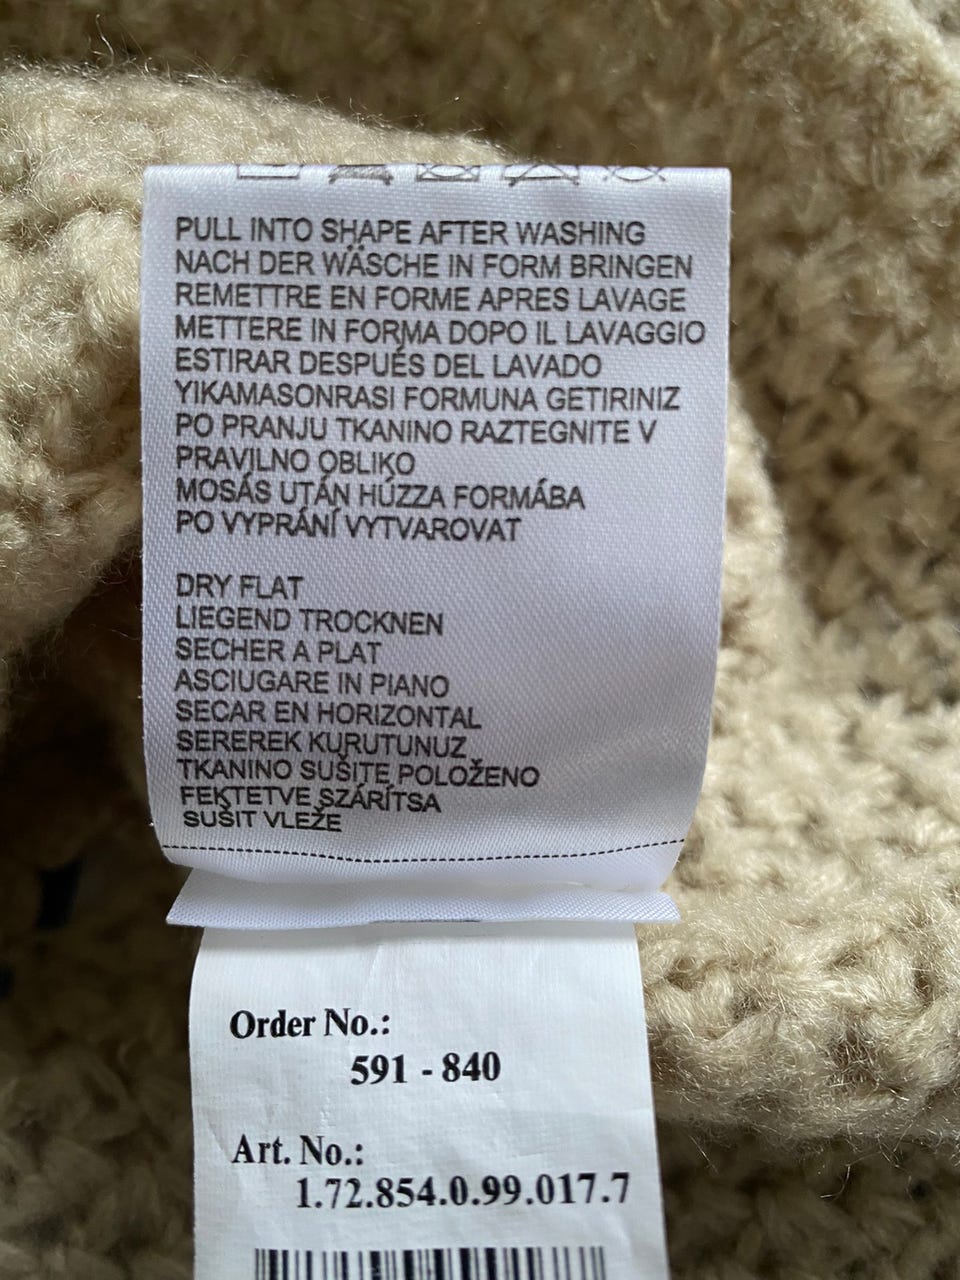 PULL INTO SHAPE AFTER WASHING
NACH DER WÄSCHE IN FORM BRINGEN
REMETTRE EN FORME APRES LAVAGE
METTERE IN FORMA DOPO IL LAVAGGIO
ESTIRAR DESPUÉS DEL LAVADO
YIKAMASONRASI FORMUNA GETIRINIZ
PO PRANJU TKANINO RAZTEGNITE V
PRAVILNO OBLIKO
MOSÁS UTÁN HÚZZA FORMÁBA
PO VYPRÁNÍ VYTVAROVAT
DRY FLAT
LIEGEND TROCKNEN
SECHER A PLAT
ASCIUGARE IN PIANO
SECAR EN HORIZONTAL
SEREREK KURUTUNUZ
TKANINO SUŠITE POLOŽENO
FEKTETVE SZÁRÍTSA
SUŠIT VLEŽE
Order No.:
591 - 840
Art. No.:
1.72.854.0.99.017.7